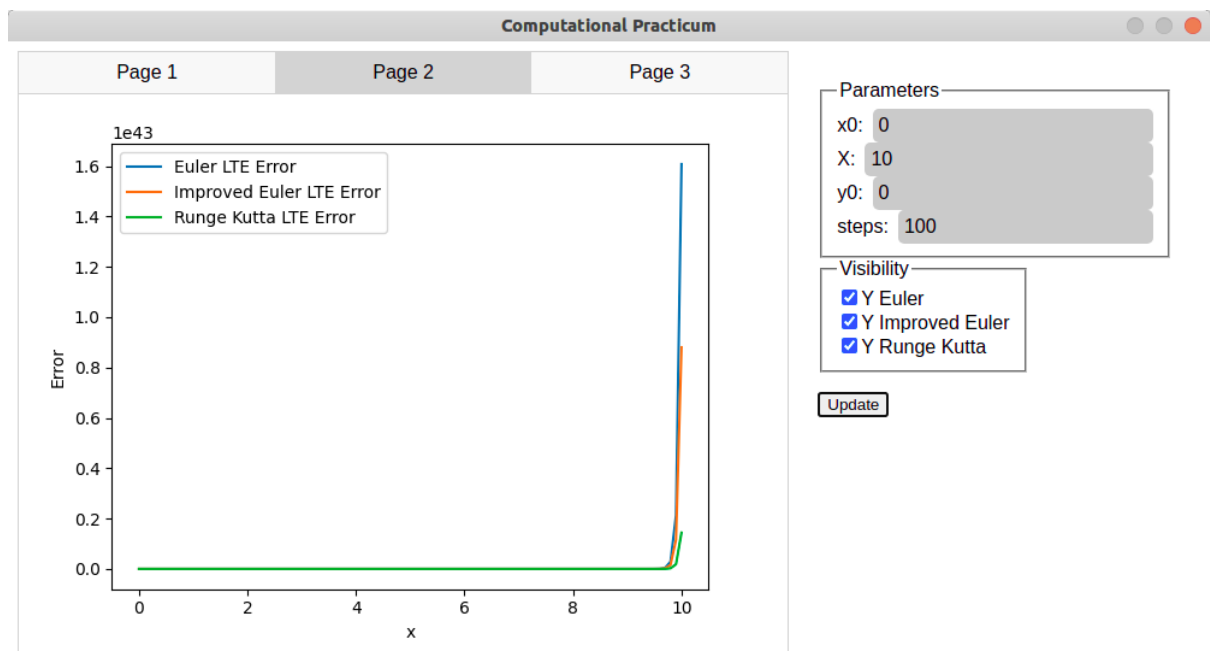 Computational Practicum
Page 1 Page 2 Page 3
1e43
Euler LTE Error
Improved Euler LTE Error
Runge Kutta LTE Error
1.6
1.4
1.2
1.0
0.8
0.6
0.4
0.2
0.0
Error
0 2 4 6 8 10
x
Parameters
x0: 0
X: 10
y0: 0
steps: 100
Visibility
Y Euler
Y Improved Euler
Y Runge Kutta
Update